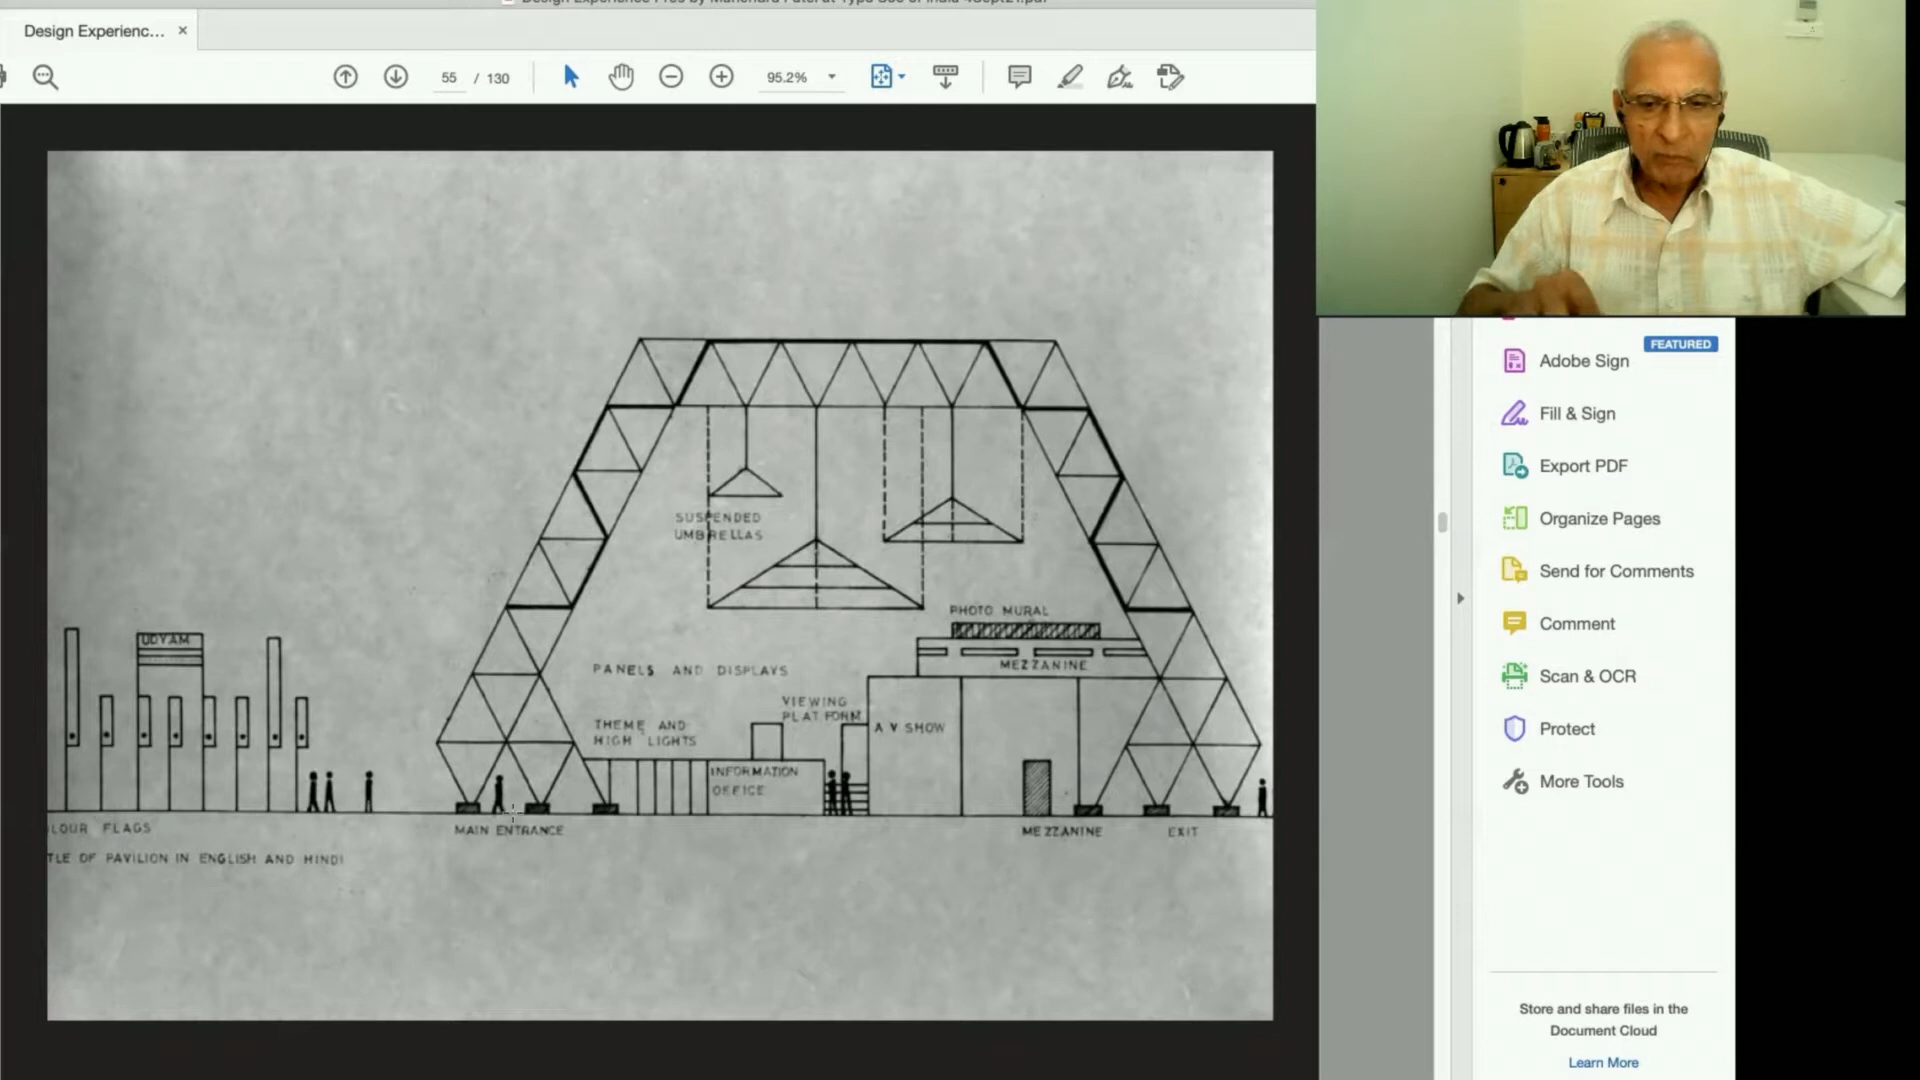 Design Experienc... ×
55 / 130
95.2%
SUSPENDED
UMBRELLAS
PHOTO MURAL
UDYAM
MEZZANINE
PANELS AND DISPLAYS
VIEWING
PLATFORM
THEME AND
HIGH LIGHTS
A V SHOW
INFORMATION
OFFICE
LOUR FLAGS
MAIN ENTRANCE
MEZZANINE
EXIT
TLE OF PAVILION IN ENGLISH AND HINDI
FEATURED
Adobe Sign
Fill & Sign
Export PDF
Organize Pages
Send for Comments
Comment
Scan & OCR
Protect
More Tools
Store and share files in the
Document Cloud
Learn More